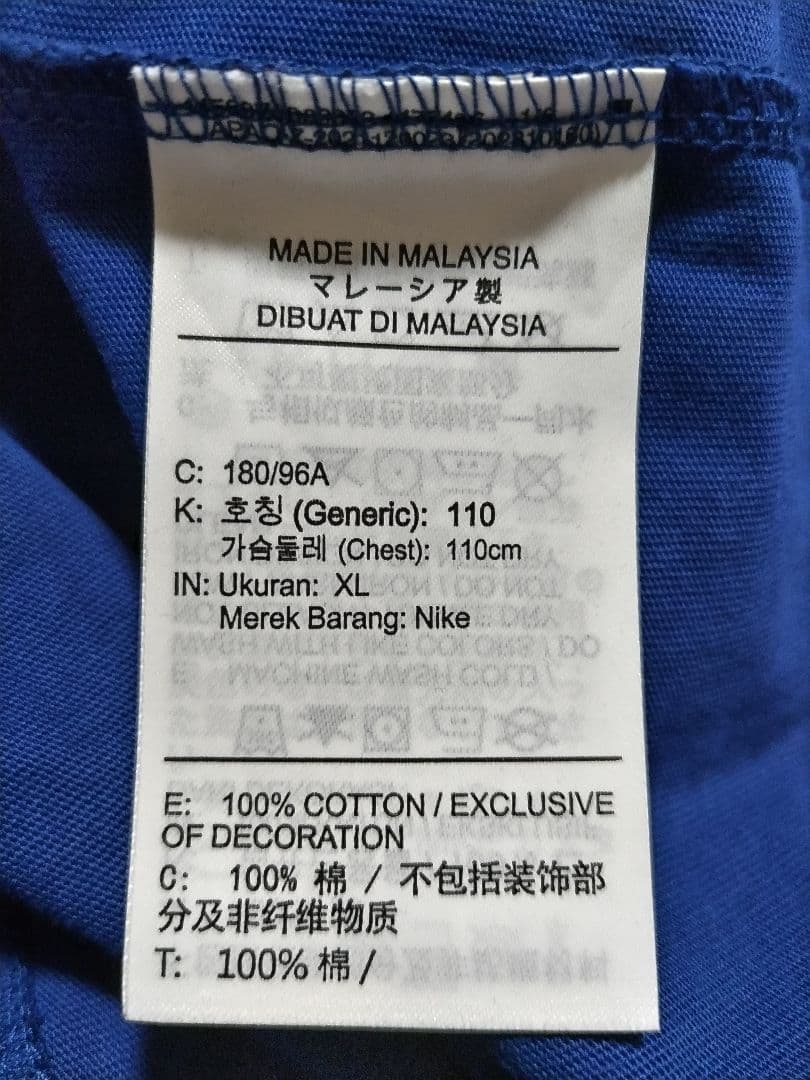 MADE IN MALAYSIA
マレーシア製
DIBUAT DI MALAYSIA
C: 180/96A
K: 호칭 (Generic): 110
가슴둘레 (Chest): 110cm
IN: Ukuran: XL
Merek Barang: Nike
E: 100% COTTON / EXCLUSIVE
OF DECORATION
C: 100% 棉 / 不包括装饰部
分及非纤维物质
T: 100% 棉 /